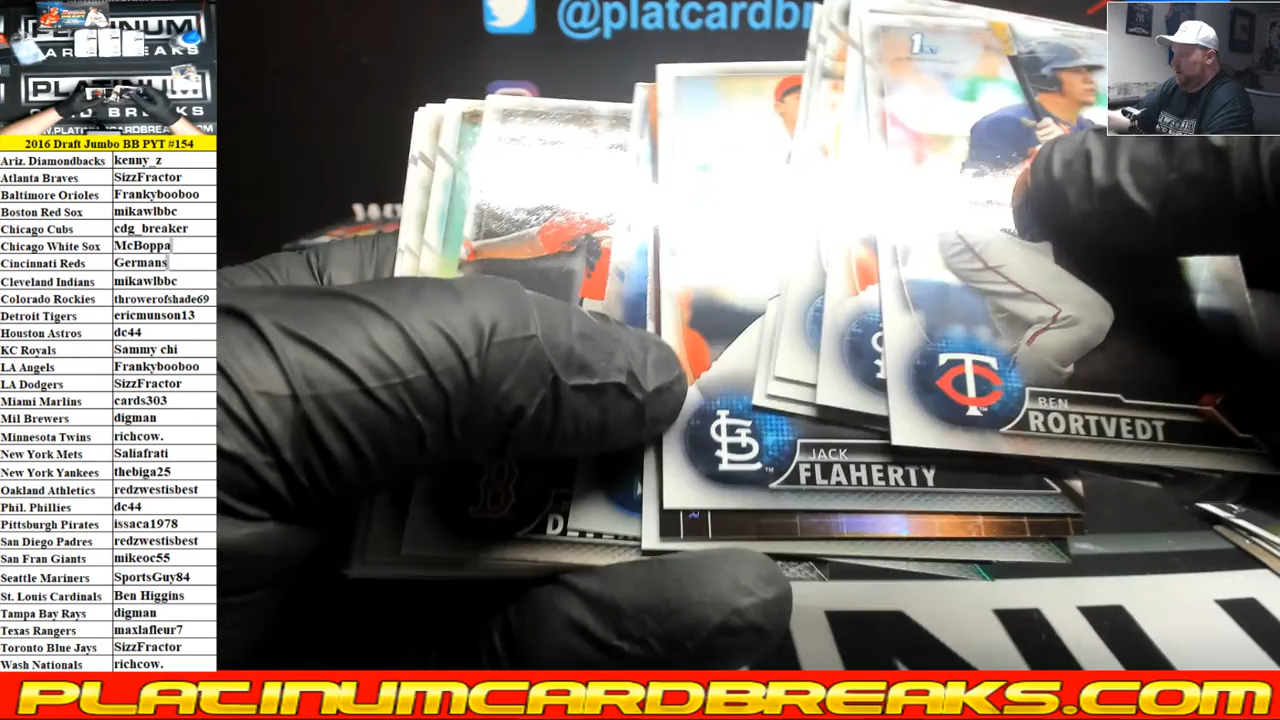 @platcardbr
PLATINUM
CARD BREAKS
PLATINUM
CARD BREAKS
WWW.PLATINUMCARDBREAKS.COM
2016 Draft Jumbo BB PYT #154
Ariz. Diamondbacks kenny_z
Atlanta Braves SizzFractor
Baltimore Orioles Frankybooboo
Boston Red Sox mikawlbbc
Chicago Cubs cdg_breaker
Chicago White Sox McBoppa
Cincinnati Reds Germans
Cleveland Indians mikawlbbc
Colorado Rockies throwerofshade69
Detroit Tigers ericmunson13
Houston Astros dc44
KC Royals Sammy chi
LA Angels Frankybooboo
LA Dodgers SizzFractor
Miami Marlins cards303
Mil Brewers digman
Minnesota Twins richcow.
New York Mets Saliafrati
New York Yankees thebiga25
Oakland Athletics redzwestisbest
Phil. Phillies dc44
Pittsburgh Pirates issaca1978
San Diego Padres redzwestisbest
San Fran Giants mikeoc55
Seattle Mariners SportsGuy84
St. Louis Cardinals Ben Higgins
Tampa Bay Rays digman
Texas Rangers maxlafleur7
Toronto Blue Jays SizzFractor
Wash Nationals richcow.
1st
TC
BEN
RORTVEDT
STL
JACK
FLAHERTY
B
PLATINUMCARDBREAKS.COM